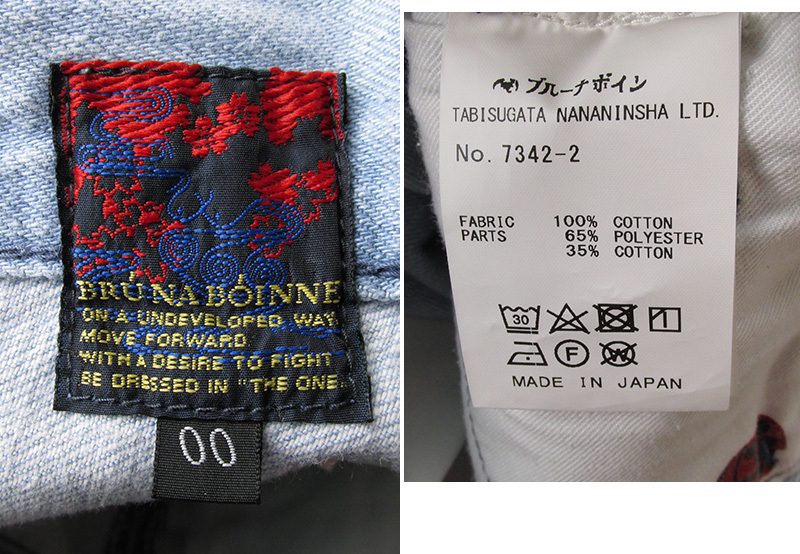 BRÚNABÓINNE
ON A UNDEVELOPED WAY,
MOVE FORWARD
WITH A DESIRE TO FIGHT
BE DRESSED IN "THE ONE.
00
ブルーナボイン
TABISUGATA NANANINSHA LTD.
No. 7342-2
FABRIC 100% COTTON
PARTS 65% POLYESTER
35% COTTON
30
F W
MADE IN JAPAN